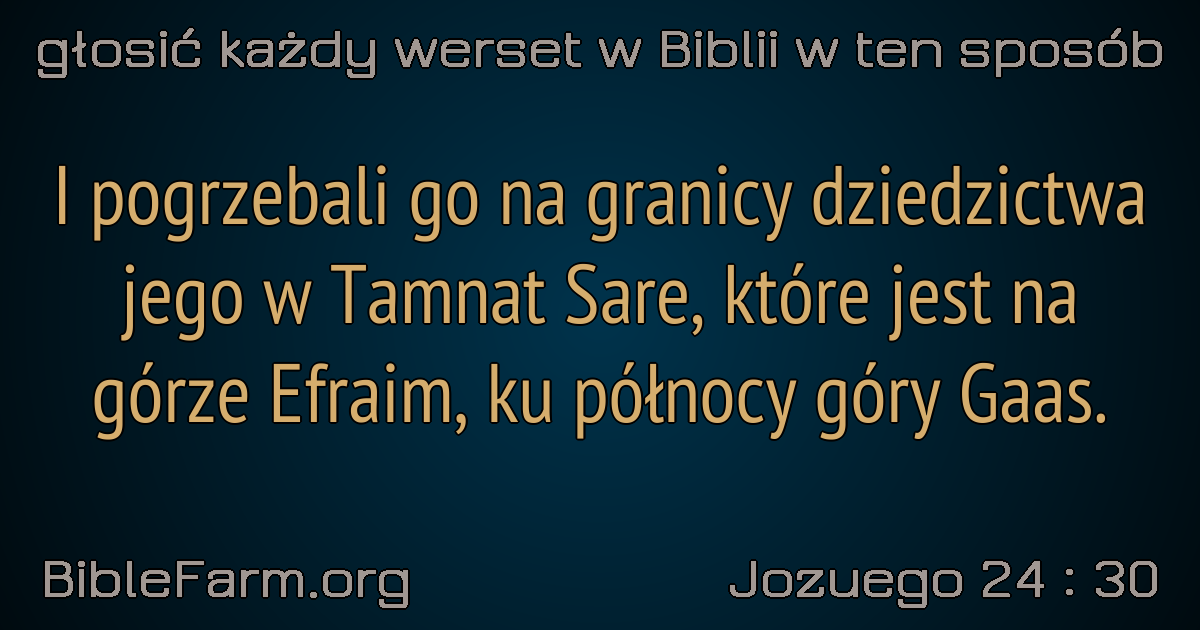 głosić każdy werset w Biblii w ten sposób
I pogrzebali go na granicy dziedzictwa
jego w Tamnat Sare, które jest na
górze Efraim, ku północy góry Gaas.
BibleFarm.org
Jozuego 24 : 30